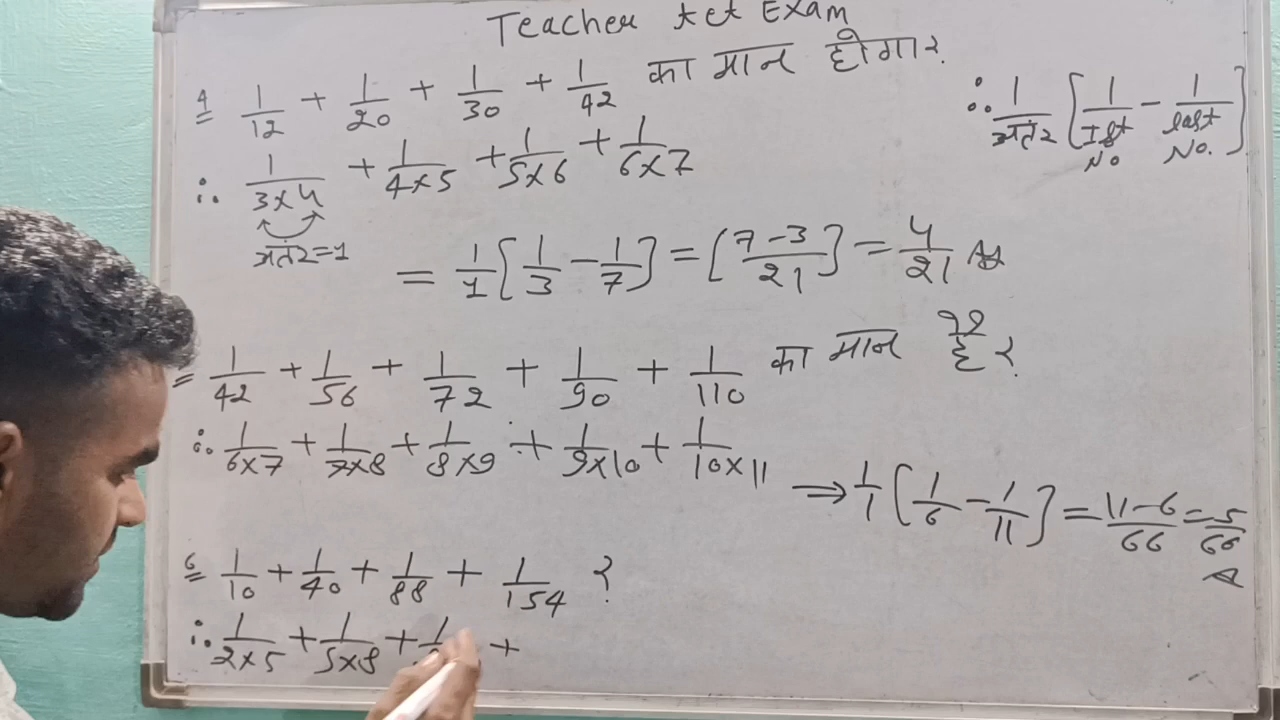 Teacher tet Exam
4 1/12 + 1/20 + 1/30 + 1/42 का मान होगा?
∴ 1/(3×4) + 1/(4×5) + 1/(5×6) + 1/(6×7)
अतंर=1
= 1/1 [1/3 − 1/7] = [(7−3)/21] = 4/21 Ans
∴ 1/अतंर [1/Ist No − 1/last No.]
= 1/42 + 1/56 + 1/72 + 1/90 + 1/110 का मान है?
∴ 1/(6×7) + 1/(7×8) + 1/(8×9) + 1/(9×10) + 1/(10×11)
⇒ 1/1 [1/6 − 1/11] = (11−6)/66 = 5/66
6 1/10 + 1/40 + 1/88 + 1/154 ?
∴ 1/(2×5) + 1/(5×8) + 1/ +